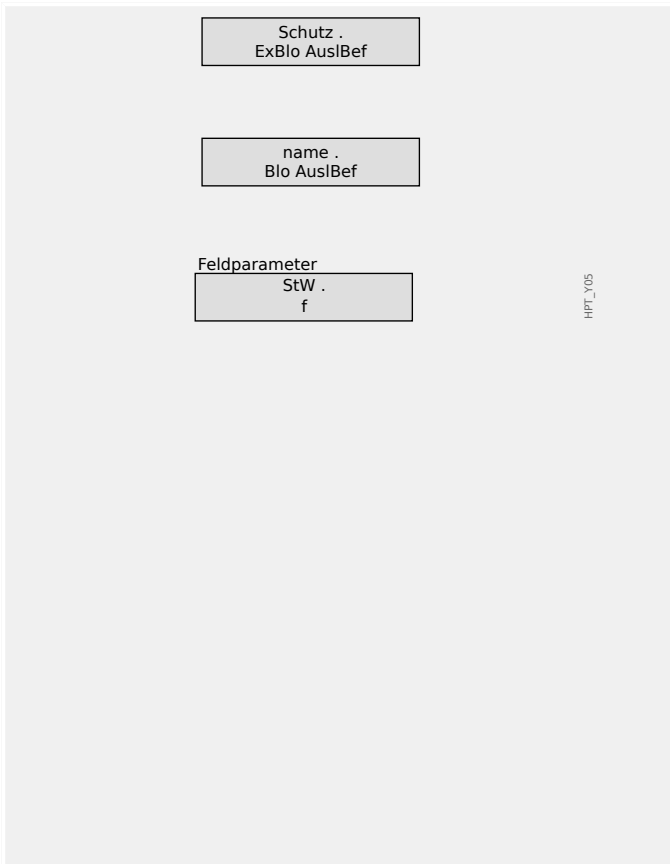 Schutz .
ExBlo AuslBef
name .
Blo AuslBef
Feldparameter
StW .
f
HPT_Y05